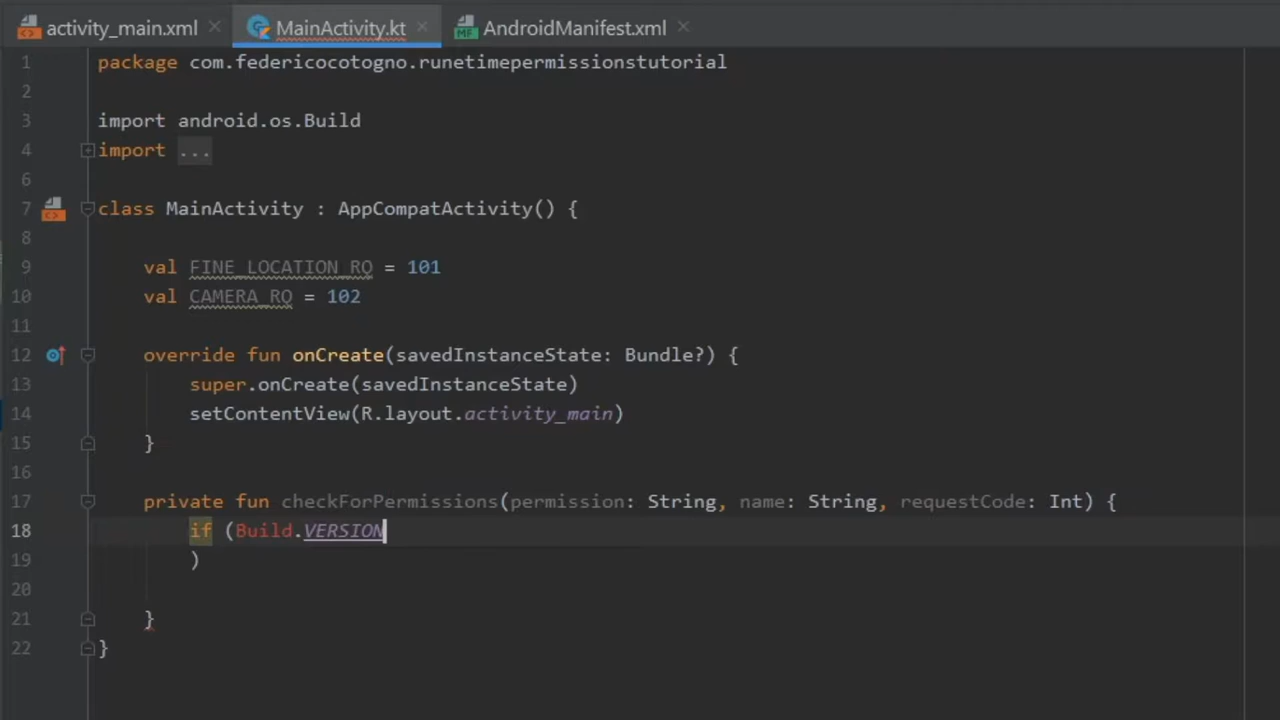 activity_main.xml MainActivity.kt AndroidManifest.xml
1 package com.federicocotogno.runetimepermissionstutorial
2
3 import android.os.Build
4 import ...
6
7 class MainActivity : AppCompatActivity() {
8
9 val FINE_LOCATION_RQ = 101
10 val CAMERA_RQ = 102
11
12 override fun onCreate(savedInstanceState: Bundle?) {
13 super.onCreate(savedInstanceState)
14 setContentView(R.layout.activity_main)
15 }
16
17 private fun checkForPermissions(permission: String, name: String, requestCode: Int) {
18 if (Build.VERSION
19 )
20
21 }
22 }